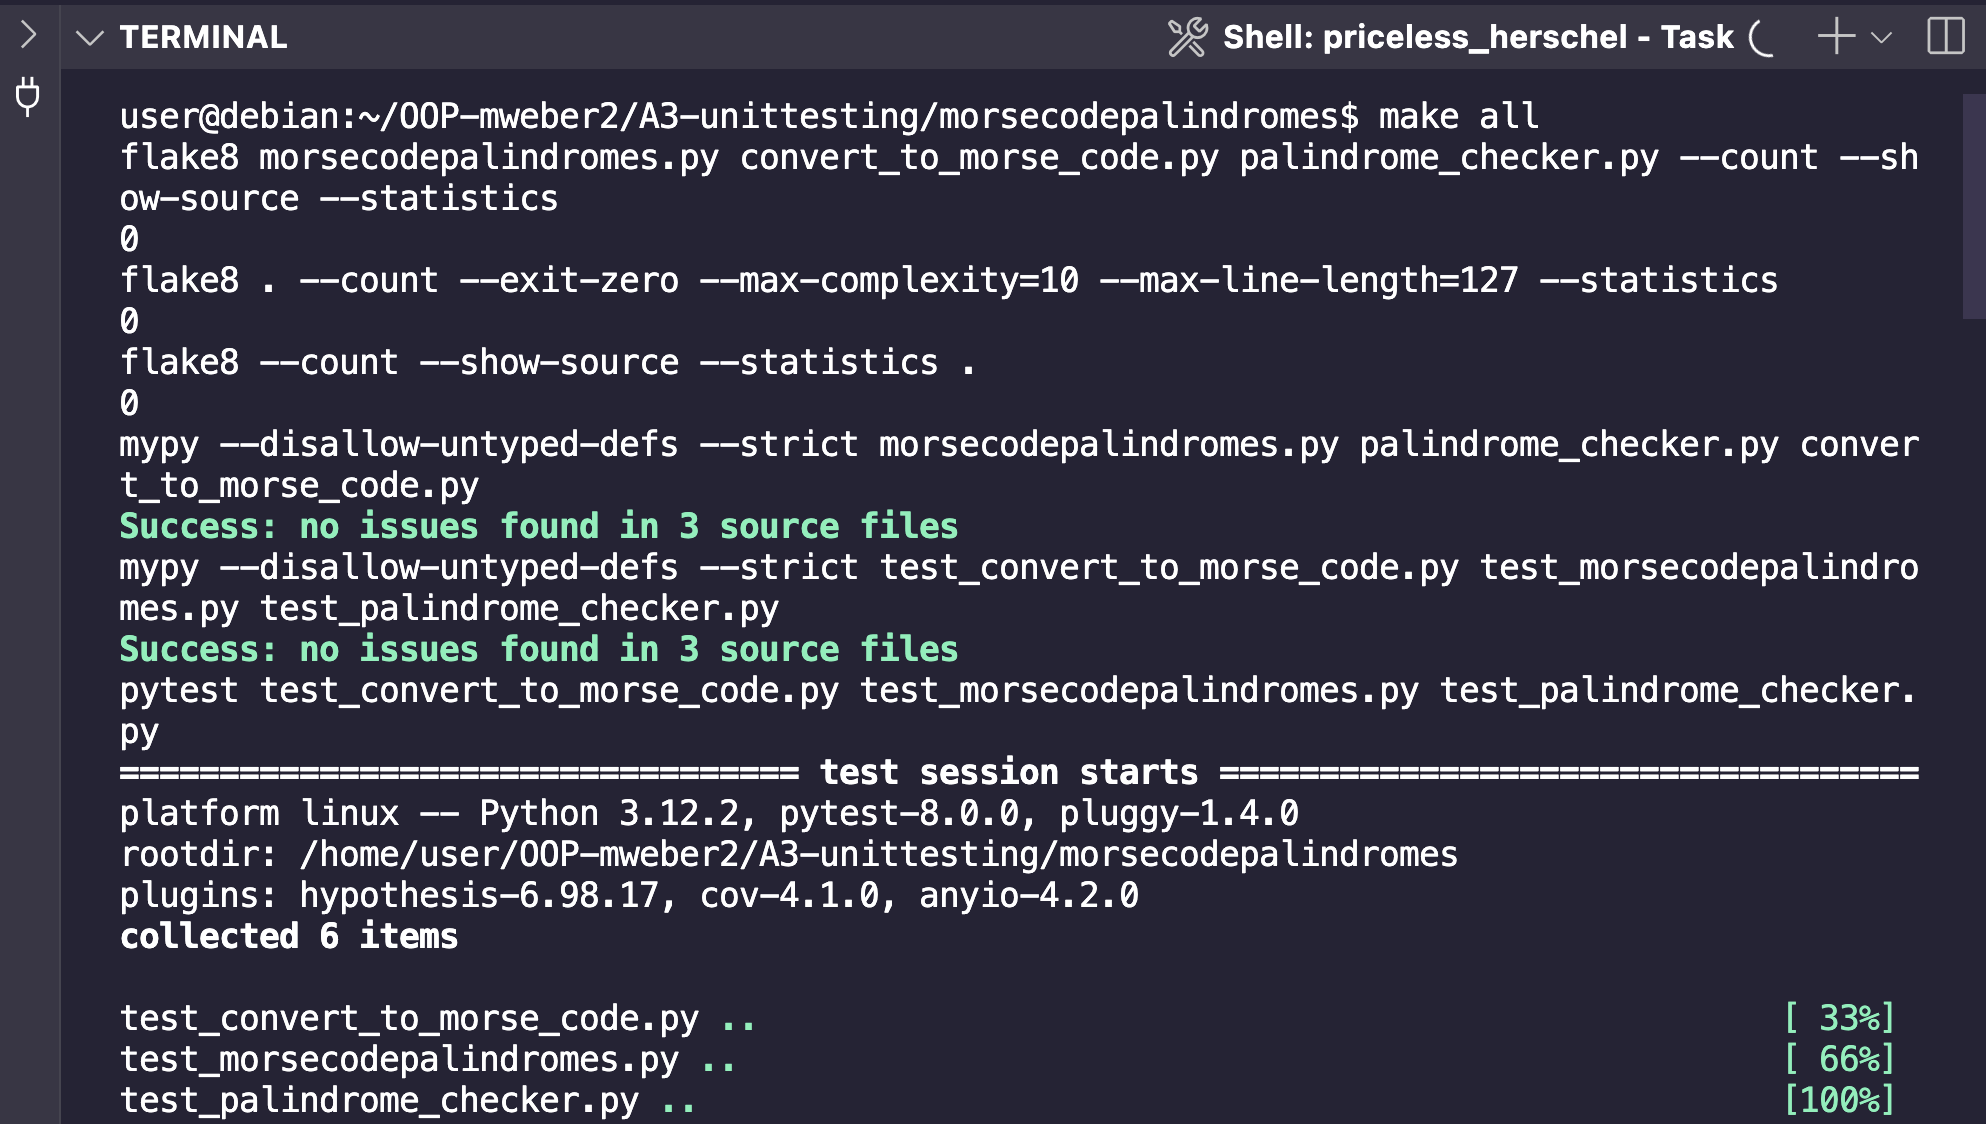 TERMINAL
Shell: priceless_herschel - Task
user@debian:~/OOP-mweber2/A3-unittesting/morsecodepalindromes$ make all
flake8 morsecodepalindromes.py convert_to_morse_code.py palindrome_checker.py --count --sh
ow-source --statistics
0
flake8 . --count --exit-zero --max-complexity=10 --max-line-length=127 --statistics
0
flake8 --count --show-source --statistics .
0
mypy --disallow-untyped-defs --strict morsecodepalindromes.py palindrome_checker.py conver
t_to_morse_code.py
Success: no issues found in 3 source files
mypy --disallow-untyped-defs --strict test_convert_to_morse_code.py test_morsecodepalindro
mes.py test_palindrome_checker.py
Success: no issues found in 3 source files
pytest test_convert_to_morse_code.py test_morsecodepalindromes.py test_palindrome_checker.
py
================================== test session starts ===================================
platform linux -- Python 3.12.2, pytest-8.0.0, pluggy-1.4.0
rootdir: /home/user/OOP-mweber2/A3-unittesting/morsecodepalindromes
plugins: hypothesis-6.98.17, cov-4.1.0, anyio-4.2.0
collected 6 items
test_convert_to_morse_code.py .. [ 33%]
test_morsecodepalindromes.py .. [ 66%]
test_palindrome_checker.py .. [100%]